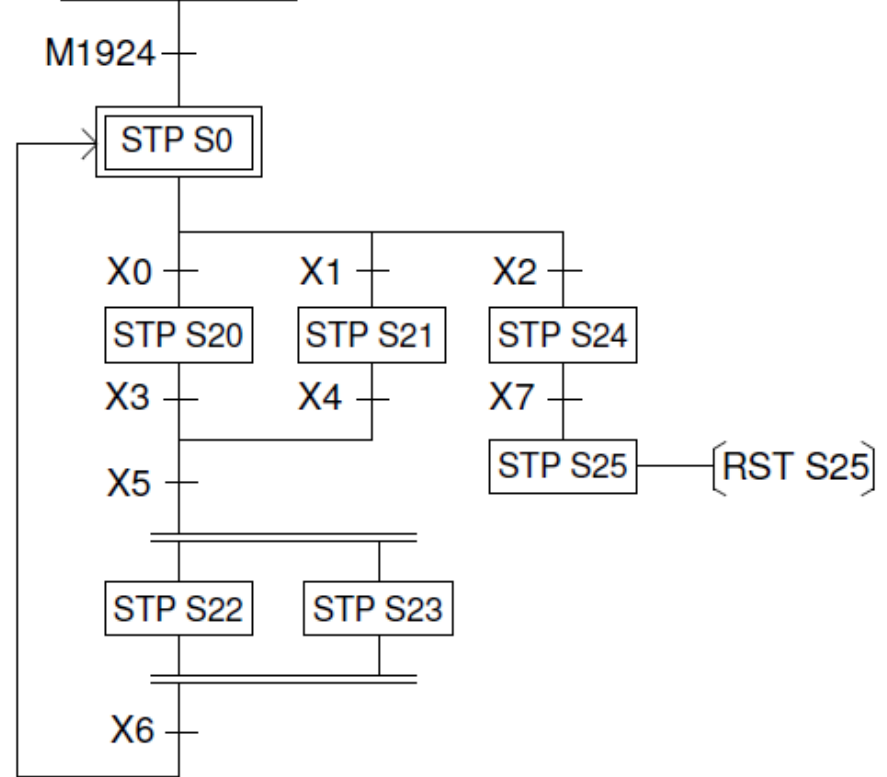 M1924
STP S0
X0
X1
X2
STP S20
STP S21
STP S24
X3
X4
X7
STP S25
RST S25
X5
STP S22
STP S23
X6